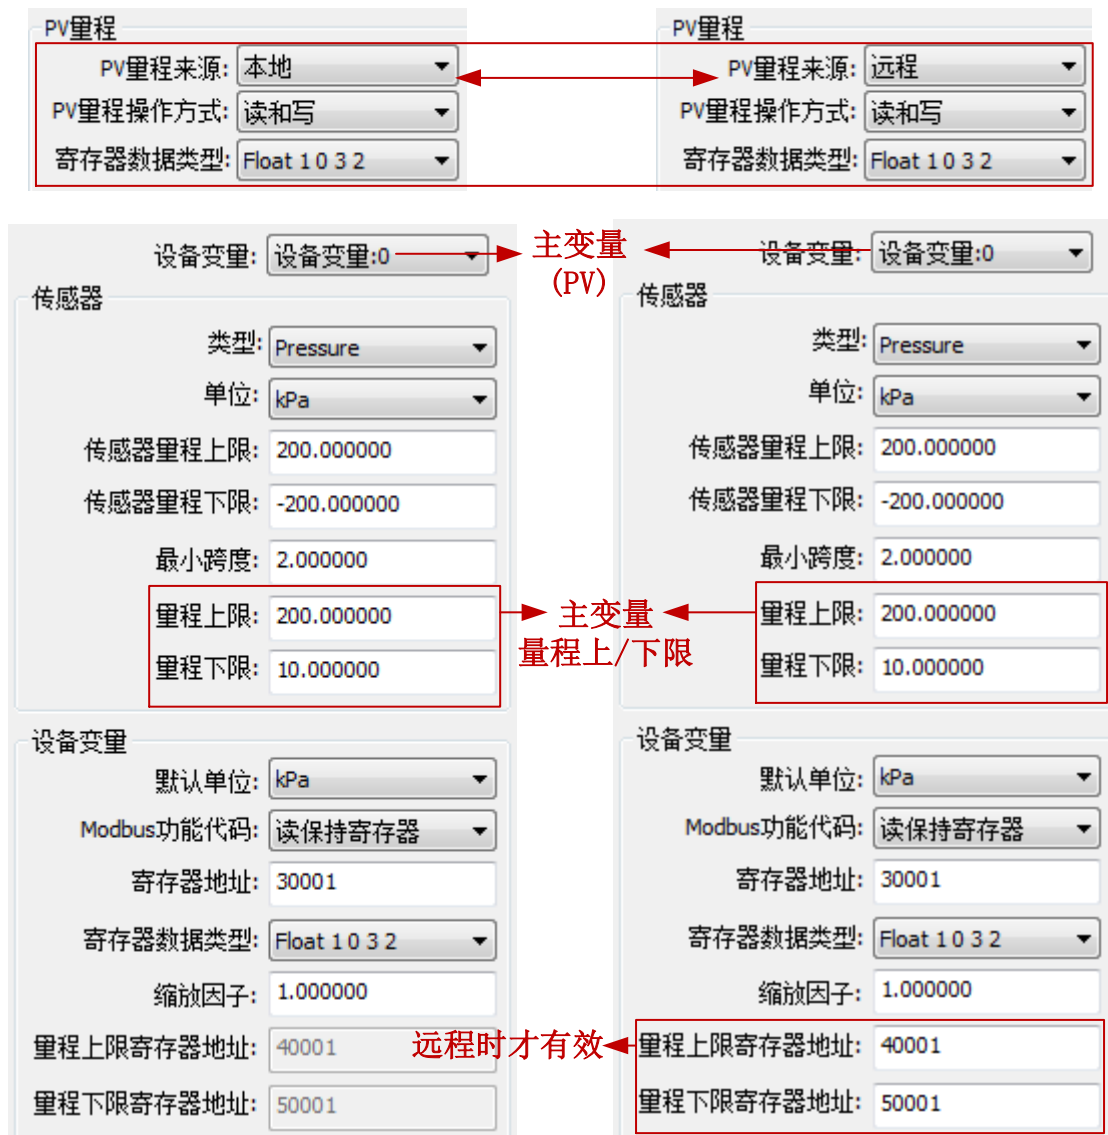 PV量程
PV量程来源: 本地
PV量程操作方式: 读和写
寄存器数据类型: Float 1 0 3 2
PV量程
PV量程来源: 远程
PV量程操作方式: 读和写
寄存器数据类型: Float 1 0 3 2
设备变量: 设备变量:0
传感器
类型: Pressure
单位: kPa
传感器量程上限: 200.000000
传感器量程下限: -200.000000
最小跨度: 2.000000
量程上限: 200.000000
量程下限: 10.000000
设备变量
默认单位: kPa
Modbus功能代码: 读保持寄存器
寄存器地址: 30001
寄存器数据类型: Float 1 0 3 2
缩放因子: 1.000000
量程上限寄存器地址: 40001
量程下限寄存器地址: 50001
主变量
(PV)
主变量
量程上/下限
远程时才有效
设备变量: 设备变量:0
传感器
类型: Pressure
单位: kPa
传感器量程上限: 200.000000
传感器量程下限: -200.000000
最小跨度: 2.000000
量程上限: 200.000000
量程下限: 10.000000
设备变量
默认单位: kPa
Modbus功能代码: 读保持寄存器
寄存器地址: 30001
寄存器数据类型: Float 1 0 3 2
缩放因子: 1.000000
量程上限寄存器地址: 40001
量程下限寄存器地址: 50001